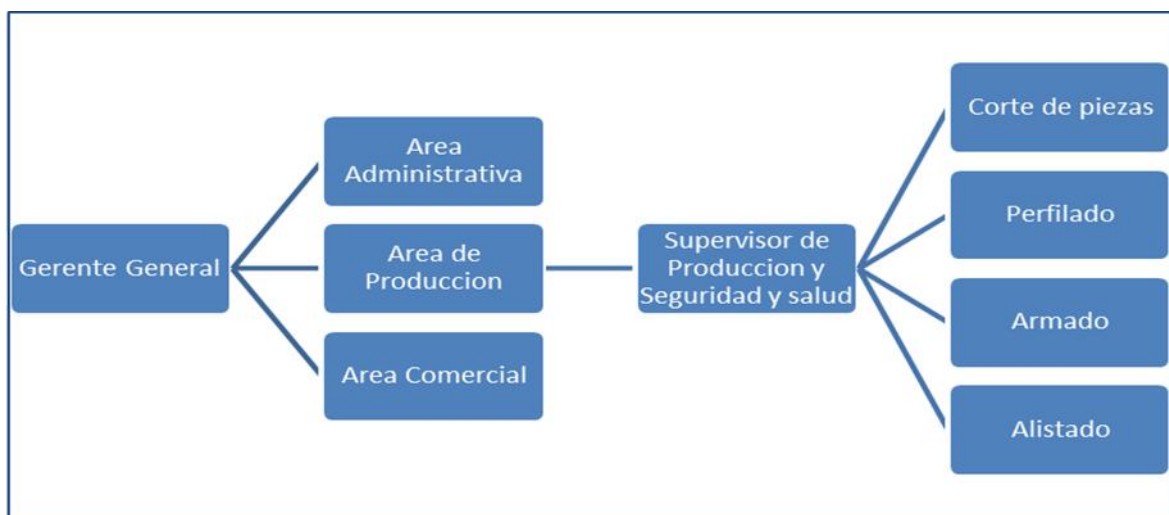 Gerente General
Area
Administrativa
Area de
Produccion
Area Comercial
Supervisor de
Produccion y
Seguridad y salud
Corte de piezas
Perfilado
Armado
Alistado